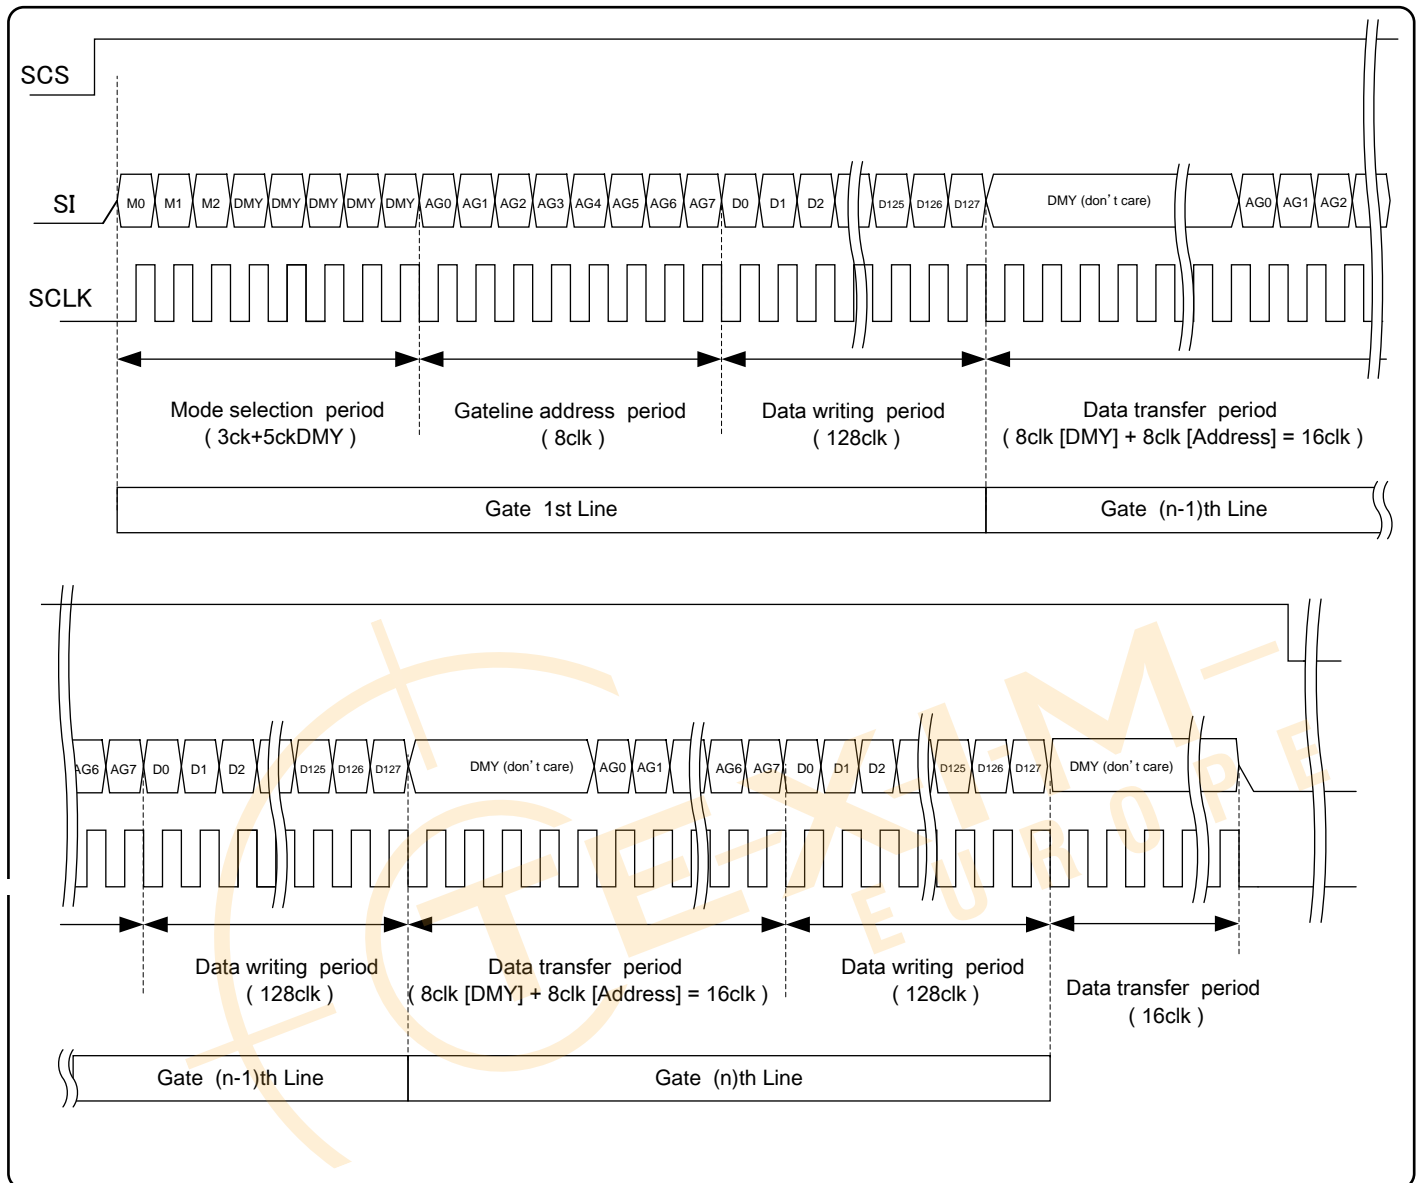 SCS
SI
M0 M1 M2 DMY DMY DMY DMY DMY AG0 AG1 AG2 AG3 AG4 AG5 AG6 AG7 D0 D1 D2 D125 D126 D127 DMY (don't care) AG0 AG1 AG2
SCLK
Mode selection period
( 3ck+5ckDMY )
Gateline address period
( 8clk )
Data writing period
( 128clk )
Data transfer period
( 8clk [DMY] + 8clk [Address] = 16clk )
Gate 1st Line
Gate (n-1)th Line
AG6 AG7 D0 D1 D2 D125 D126 D127 DMY (don't care) AG0 AG1 AG6 AG7 D0 D1 D2 D125 D126 D127 DMY (don't care)
Data writing period
( 128clk )
Data transfer period
( 8clk [DMY] + 8clk [Address] = 16clk )
Data writing period
( 128clk )
Data transfer period
( 16clk )
Gate (n-1)th Line
Gate (n)th Line
TEXIM
EUROPE